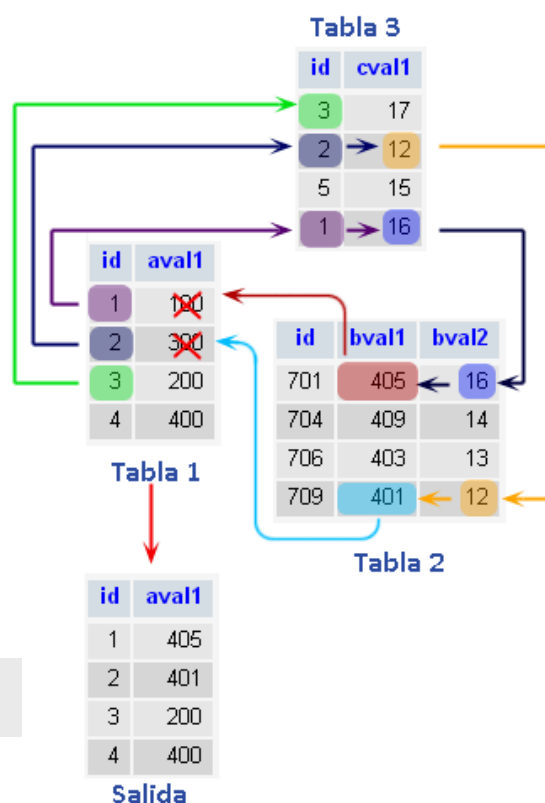 Tabla 3
id cval1
3 17
2 12
5 15
1 16
id aval1
1 100
2 300
3 200
4 400
Tabla 1
id bval1 bval2
701 405 16
704 409 14
706 403 13
709 401 12
Tabla 2
id aval1
1 405
2 401
3 200
4 400
Salida